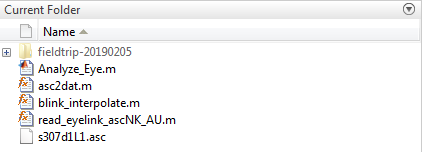 Current Folder
Name
fieldtrip-20190205
Analyze_Eye.m
asc2dat.m
blink_interpolate.m
read_eyelink_ascNK_AU.m
s307d1L1.asc